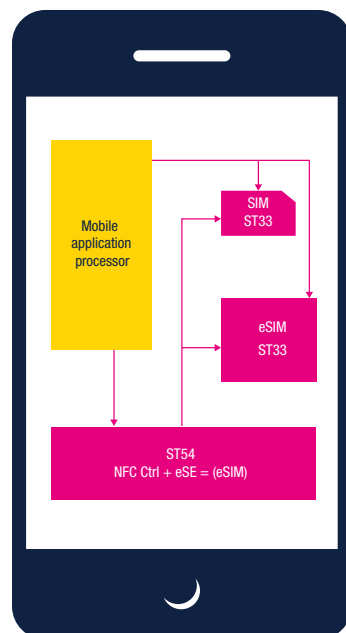 Mobile
application
processor
SIM
ST33
eSIM
ST33
ST54
NFC Ctrl + eSE = (eSIM)